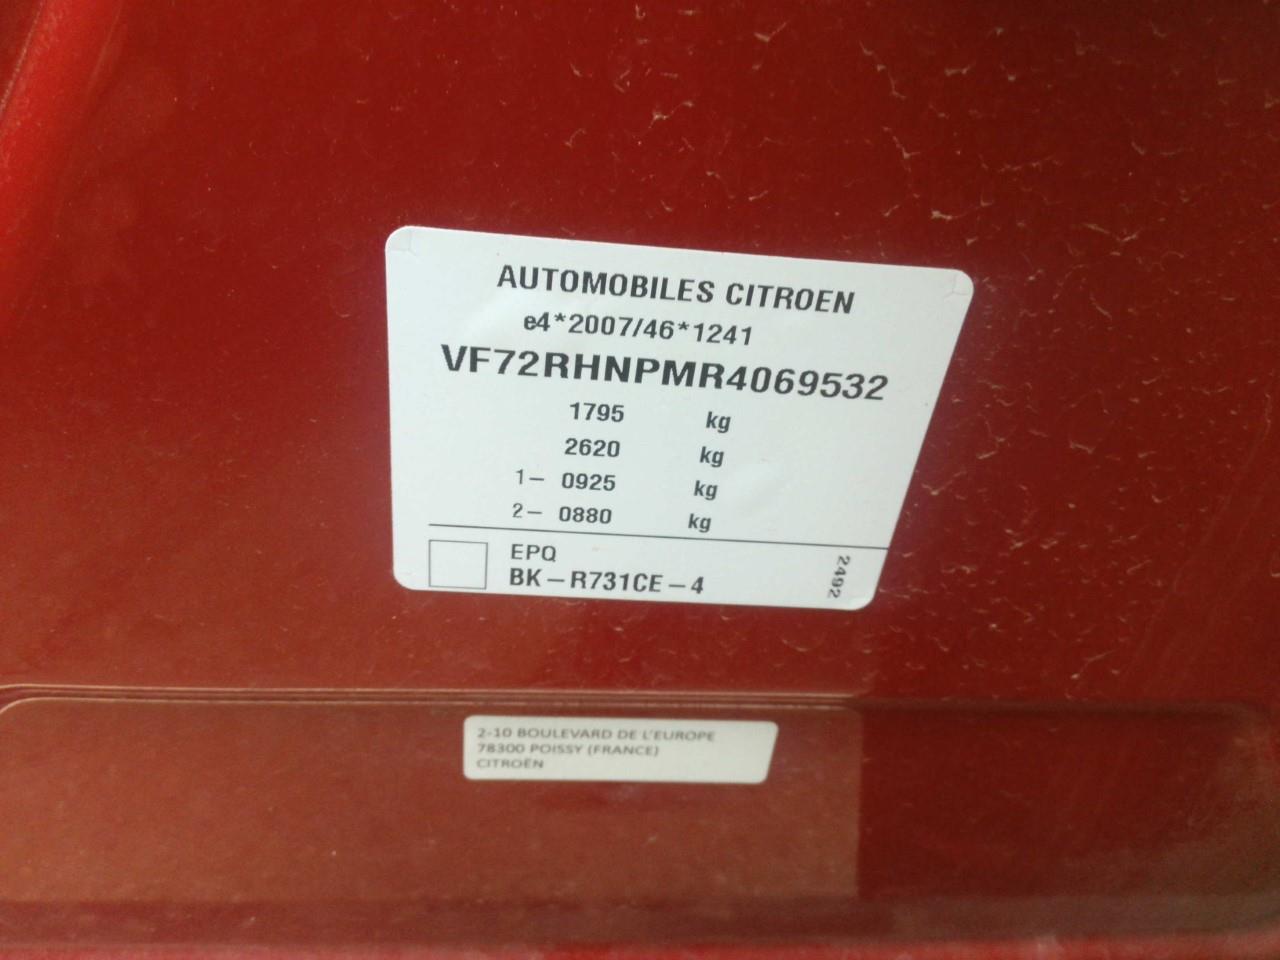 AUTOMOBILES CITROEN
e4*2007/46*1241
VF72RHNPMR4069532
1795 kg
2620 kg
1- 0925 kg
2- 0880 kg
EPQ
BK-R731CE-4
2492
2-10 BOULEVARD DE L'EUROPE
78300 POISSY (FRANCE)
CITROËN